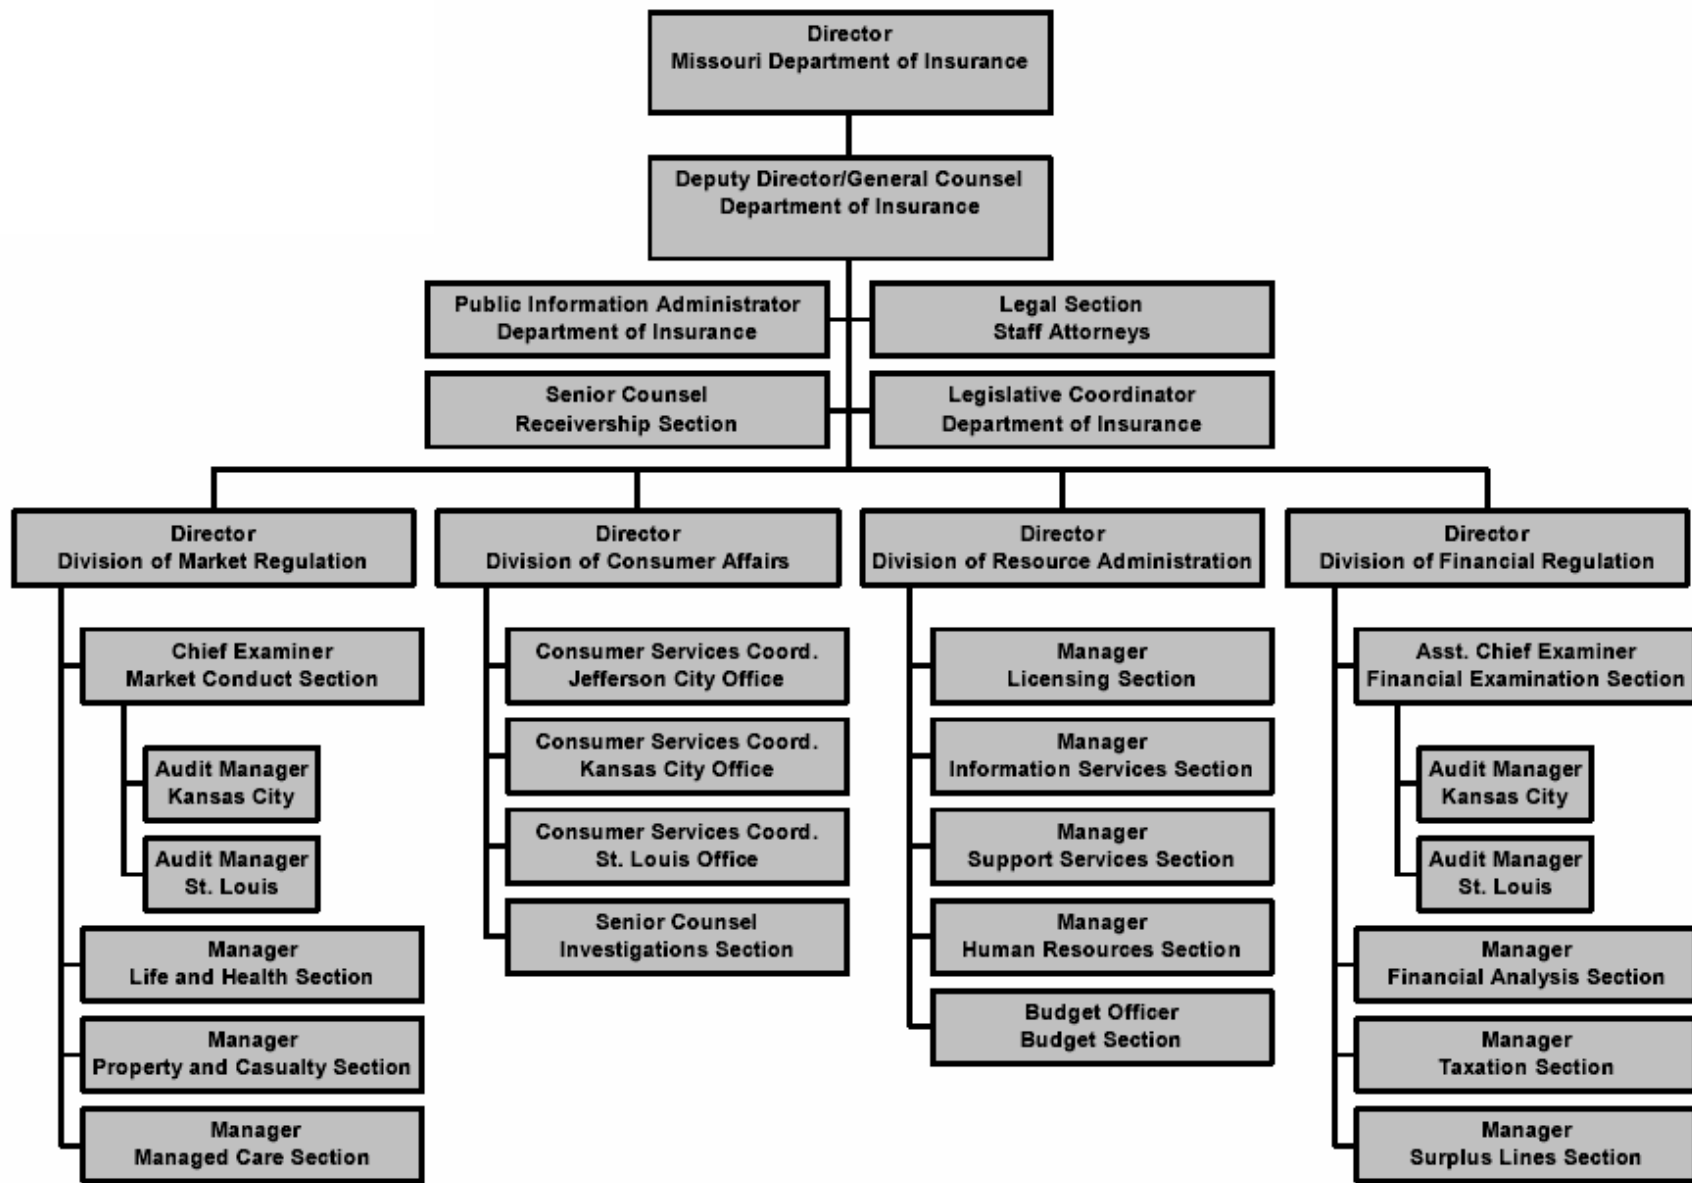 Director
Missouri Department of Insurance
Deputy Director/General Counsel
Department of Insurance
Public Information Administrator
Department of Insurance
Legal Section
Staff Attorneys
Senior Counsel
Receivership Section
Legislative Coordinator
Department of Insurance
Director
Division of Market Regulation
Chief Examiner
Market Conduct Section
Audit Manager
Kansas City
Audit Manager
St. Louis
Manager
Life and Health Section
Manager
Property and Casualty Section
Manager
Managed Care Section
Director
Division of Consumer Affairs
Consumer Services Coord.
Jefferson City Office
Consumer Services Coord.
Kansas City Office
Consumer Services Coord.
St. Louis Office
Senior Counsel
Investigations Section
Director
Division of Resource Administration
Manager
Licensing Section
Manager
Information Services Section
Manager
Support Services Section
Manager
Human Resources Section
Budget Officer
Budget Section
Director
Division of Financial Regulation
Asst. Chief Examiner
Financial Examination Section
Audit Manager
Kansas City
Audit Manager
St. Louis
Manager
Financial Analysis Section
Manager
Taxation Section
Manager
Surplus Lines Section